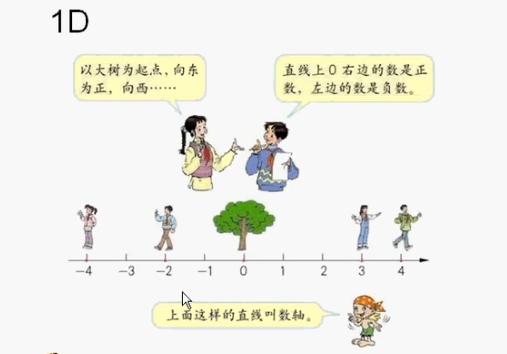 1D
以大树为起点，向东
为正，向西……
直线上0右边的数是正
数，左边的数是负数。
−4 −3 −2 −1 0 1 2 3 4
上面这样的直线叫数轴。